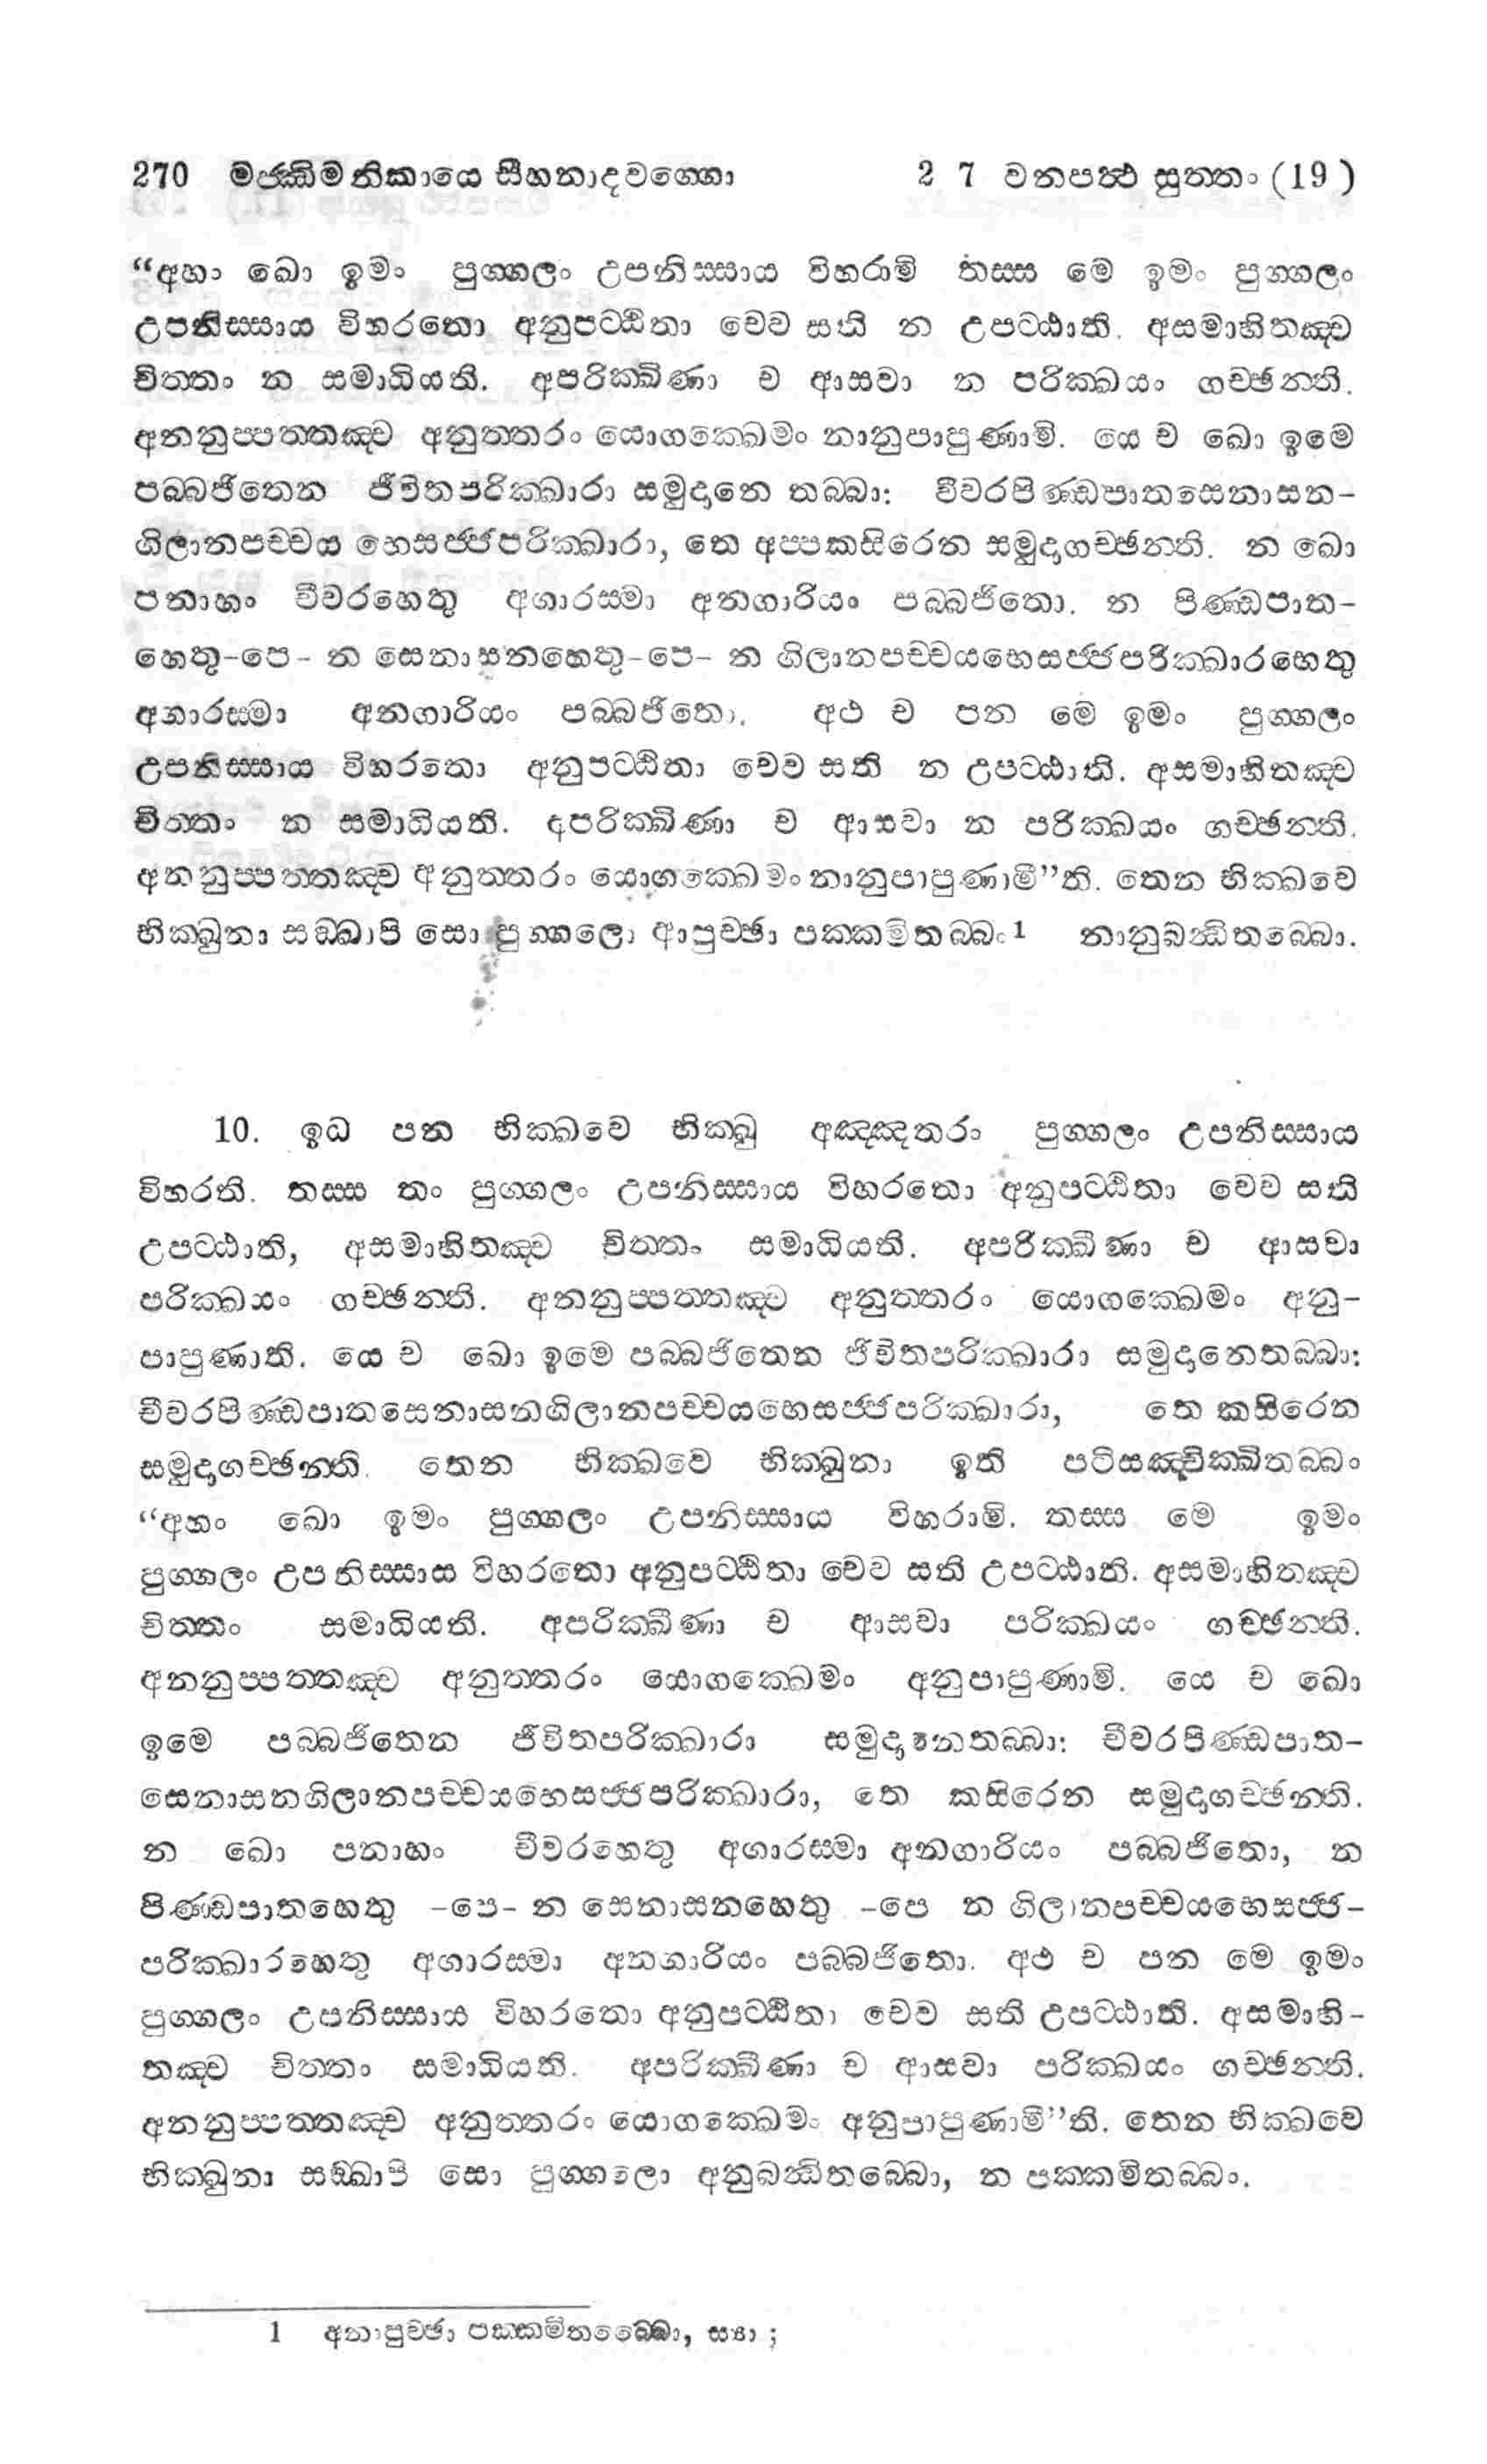 270 මජ්ඣිමනිකායෙ සීහනාදවග්ගො 2 7 වනපත්ථ සුත්තං (19)
“අහං ඛො ඉමං පුග්ගලං උපනිස්සාය විහරාමි තස්ස මෙ ඉමං පුග්ගලං
උපනිස්සාය විහරතො අනුපට්ඨිතා චෙව සති න උපට්ඨාති. අසමාහිතඤ්ච
චිත්තං න සමාධියති. අපරික්ඛිණා ච ආසවා න පරික්ඛයං ගච්ඡන්ති.
අනනුප්පත්තඤ්ච අනුත්තරං යොගක්ඛෙමං නානුපාපුණාමි. යෙ ච ඛො ඉමෙ
පබ්බජිතෙන ජීවිතපරික්ඛාරා සමුදානෙ තබ්බා: චීවරපිණ්ඩපාතසෙනාසන-
ගිලානපච්චය භෙසජ්ජපරික්ඛාරා, තෙ අප්පකසිරෙන සමුදාගච්ඡන්ති. න ඛො
පනාහං චීවරහෙතු අගාරස්මා අනගාරියං පබ්බජිතො. න පිණ්ඩපාත-
හෙතු-පෙ- න සෙනාසනහෙතු-පෙ- න ගිලානපච්චයභෙසජ්ජපරික්ඛාරහෙතු
අගාරස්මා අනගාරියං පබ්බජිතො. අථ ච පන මෙ ඉමං පුග්ගලං
උපනිස්සාය විහරතො අනුපට්ඨිතා චෙව සති න උපට්ඨාති. අසමාහිතඤ්ච
චිත්තං න සමාධියති. අපරික්ඛිණා ච ආසවා න පරික්ඛයං ගච්ඡන්ති.
අනනුප්පත්තඤ්ච අනුත්තරං යොගක්ඛෙමං නානුපාපුණාමී”ති. තෙන භික්ඛවෙ
භික්ඛුනා සඞ්ඛාපි සො පුග්ගලො ආපුච්ඡා පක්කමිතබ්බං1 නානුබන්ධිතබ්බො.
10. ඉධ පන භික්ඛවෙ භික්ඛු අඤ්ඤතරං පුග්ගලං උපනිස්සාය
විහරති. තස්ස තං පුග්ගලං උපනිස්සාය විහරතො අනුපට්ඨිතා චෙව සති
උපට්ඨාති, අසමාහිතඤ්ච චිත්තං සමාධියති. අපරික්ඛීණා ච ආසවා
පරික්ඛයං ගච්ඡන්ති. අනනුප්පත්තඤ්ච අනුත්තරං යොගක්ඛෙමං අනු-
පාපුණාති. යෙ ච ඛො ඉමෙ පබ්බජිතෙන ජීවිතපරික්ඛාරා සමුදානෙතබ්බා:
චීවරපිණ්ඩපාතසෙනාසනගිලානපච්චයභෙසජ්ජපරික්ඛාරා, තෙ කසිරෙන
සමුදාගච්ඡන්ති. තෙන භික්ඛවෙ භික්ඛුනා ඉති පටිසඤ්චික්ඛිතබ්බං
“අහං ඛො ඉමං පුග්ගලං උපනිස්සාය විහරාමි. තස්ස මෙ ඉමං
පුග්ගලං උපනිස්සාස විහරතො අනුපට්ඨිතා චෙව සති උපට්ඨාති. අසමාහිතඤ්ච
චිත්තං සමාධියති. අපරික්ඛීණා ච ආසවා පරික්ඛයං ගච්ඡන්ති.
අනනුප්පත්තඤ්ච අනුත්තරං යොගක්ඛෙමං අනුපාපුණාමි. යෙ ච ඛො
ඉමෙ පබ්බජිතෙන ජීවිතපරික්ඛාරා සමුදානෙතබ්බා: චීවරපිණ්ඩපාත-
සෙනාසනගිලානපච්චයභෙසජ්ජපරික්ඛාරා, තෙ කසිරෙන සමුදාගච්ඡන්ති.
න ඛො පනාහං චීවරහෙතු අගාරස්මා අනගාරියං පබ්බජිතො, න
පිණ්ඩපාතහෙතු -පෙ- න සෙනාසනහෙතු -පෙ න ගිලානපච්චයභෙසජ්ජ-
පරික්ඛාරහෙතු අගාරස්මා අනගාරියං පබ්බජිතො. අථ ච පන මෙ ඉමං
පුග්ගලං උපනිස්සාය විහරතො අනුපට්ඨිතා චෙව සති උපට්ඨාති. අසමාහි-
තඤ්ච චිත්තං සමාධියති. අපරික්ඛීණා ච ආසවා පරික්ඛයං ගච්ඡන්ති.
අනනුප්පත්තඤ්ච අනුත්තරං යොගක්ඛෙමං අනුපාපුණාමී”ති. තෙන භික්ඛවෙ
භික්ඛුනා සඞ්ඛාපි සො පුග්ගලො අනුබන්ධිතබ්බො, න පක්කමිතබ්බං.
1 අනාපුච්ඡා පක්කමිතබ්බො, ස්‍යා ;